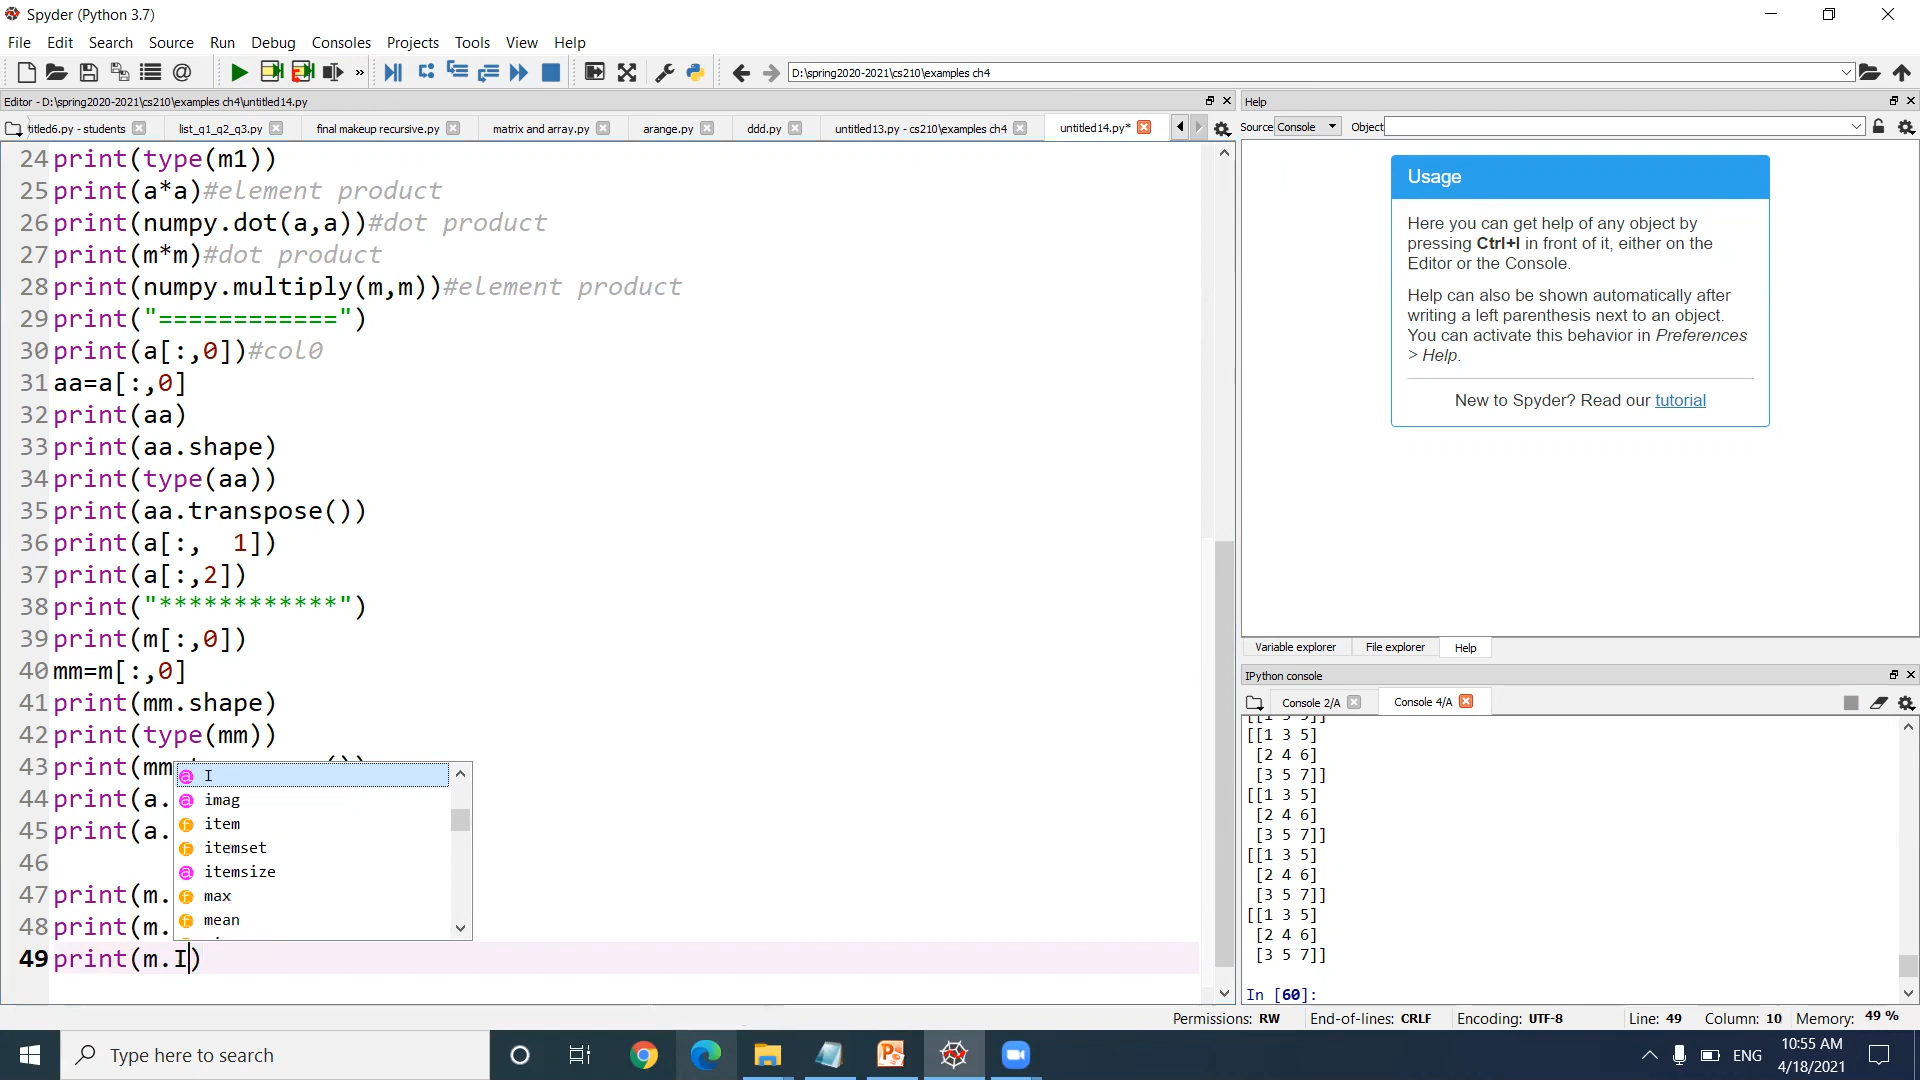 Spyder (Python 3.7)
File Edit Search Source Run Debug Consoles Projects Tools View Help
D:\spring2020-2021\cs210\examples ch4
Editor - D:\spring2020-2021\cs210\examples ch4\untitled14.py
titled6.py - students list_q1_q2_q3.py final makeup recursive.py matrix and array.py arange.py ddd.py untitled13.py - cs210\examples ch4 untitled14.py*
24 print(type(m1))
25 print(a*a)#element product
26 print(numpy.dot(a,a))#dot product
27 print(m*m)#dot product
28 print(numpy.multiply(m,m))#element product
29 print("============")
30 print(a[:,0])#col0
31 aa=a[:,0]
32 print(aa)
33 print(aa.shape)
34 print(type(aa))
35 print(aa.transpose())
36 print(a[:,  1])
37 print(a[:,2])
38 print("************")
39 print(m[:,0])
40 mm=m[:,0]
41 print(mm.shape)
42 print(type(mm))
43 print(mm
44 print(a.
45 print(a.
46
47 print(m.
48 print(m.
49 print(m.I)
I
imag
item
itemset
itemsize
max
mean
Help
Source Console Object
Usage
Here you can get help of any object by
pressing Ctrl+I in front of it, either on the
Editor or the Console.
Help can also be shown automatically after
writing a left parenthesis next to an object.
You can activate this behavior in Preferences
> Help.
New to Spyder? Read our tutorial
Variable explorer File explorer Help
IPython console
Console 2/A Console 4/A
[[1 3 5]
[2 4 6]
[3 5 7]]
[[1 3 5]
[2 4 6]
[3 5 7]]
[[1 3 5]
[2 4 6]
[3 5 7]]
[[1 3 5]
[2 4 6]
[3 5 7]]
In [60]:
Permissions: RW End-of-lines: CRLF Encoding: UTF-8 Line: 49 Column: 10 Memory: 49 %
Type here to search
ENG
10:55 AM
4/18/2021